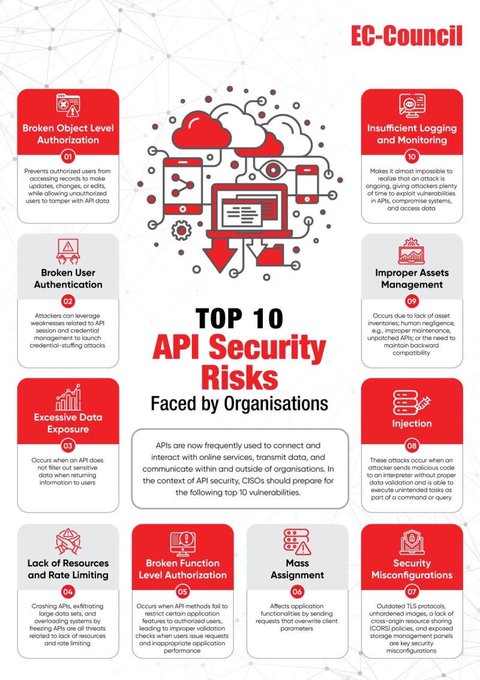 EC-Council
Broken Object Level
Authorization
01
Prevents authorized users from
accessing records to make
updates, changes, or edits,
while allowing unauthorized
users to tamper with API data
Broken User
Authentication
02
Attackers can leverage
weaknesses related to API
session and credential
management to launch
credential-stuffing attacks
Excessive Data
Exposure
03
Occurs when an API does
not filter out sensitive
data when returning
information to users
Lack of Resources
and Rate Limiting
04
Crashing APIs, exfiltrating
large data sets, and
overloading systems by
freezing APIs are all threats
related to lack of resources
and rate limiting
TOP 10
API Security
Risks
Faced by Organisations
APIs are now frequently used to connect and
interact with online services, transmit data, and
communicate within and outside of organisations. In
the context of API security, CISOs should prepare for
the following top 10 vulnerabilities.
Broken Function
Level Authorization
05
Occurs when API methods fail to
restrict certain application
features to authorized users,
leading to improper validation
checks when users issue requests
and inappropriate application
performance
Mass
Assignment
06
Affects application
functionalities by sending
requests that overwrite client
parameters
Security
Misconfigurations
07
Outdated TLS protocols,
unhardened images, a lack of
cross-origin resource sharing
(CORS) policies, and exposed
storage management panels
are key security
misconfigurations
Injection
08
These attacks occur when an
attacker sends malicious code
to an interpreter without proper
data validation and is able to
execute unintended tasks as
part of a command or query
Improper Assets
Management
09
Occurs due to lack of asset
inventories; human negligence,
e.g., improper maintenance,
unpatched APIs; or the need to
maintain backward
compatibility
Insufficient Logging
and Monitoring
10
Makes it almost impossible to
realize that an attack is
ongoing, giving attackers plenty
of time to exploit vulnerabilities
in APIs, compromise systems,
and access data